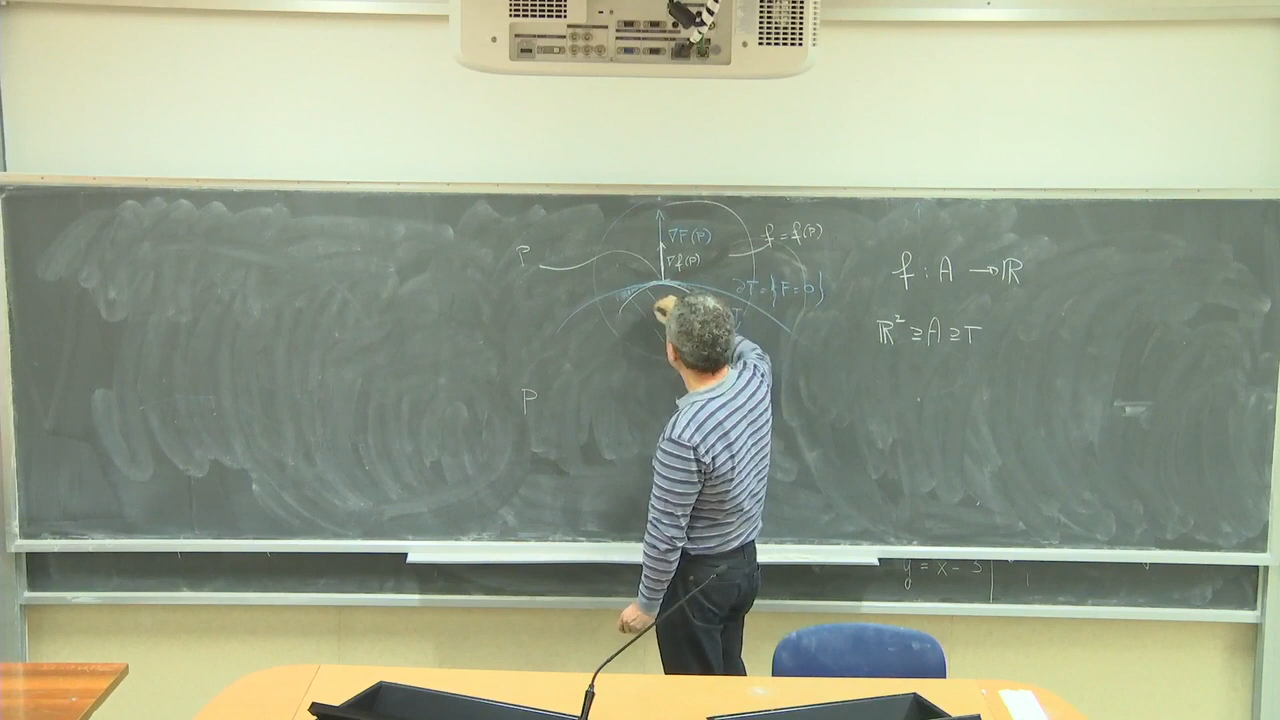 ∇F(P)
P
f = f(P)
∇f(P)
∂T = {F = 0}
T
f : A → ℝ
ℝ² ⊇ A ⊇ T
P
y = x - 3